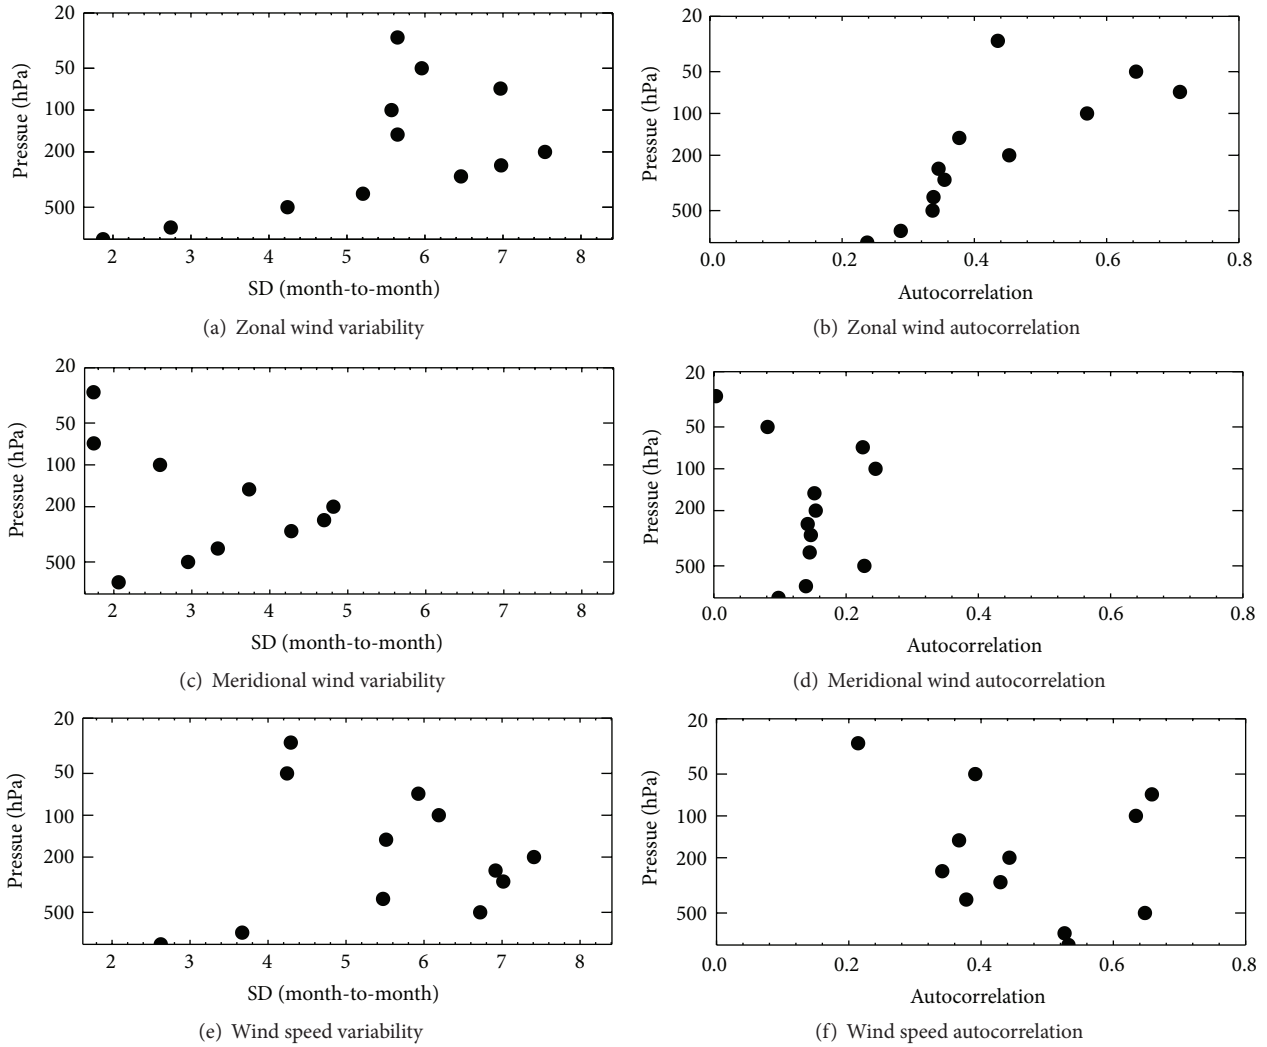 20
50
100
200
500
Pressue (hPa)
2 3 4 5 6 7 8
SD (month-to-month)
(a) Zonal wind variability
20
50
100
200
500
Pressue (hPa)
0.0 0.2 0.4 0.6 0.8
Autocorrelation
(b) Zonal wind autocorrelation
20
50
100
200
500
Pressue (hPa)
2 3 4 5 6 7 8
SD (month-to-month)
(c) Meridional wind variability
20
50
100
200
500
Pressue (hPa)
0.0 0.2 0.4 0.6 0.8
Autocorrelation
(d) Meridional wind autocorrelation
20
50
100
200
500
Pressue (hPa)
2 3 4 5 6 7 8
SD (month-to-month)
(e) Wind speed variability
20
50
100
200
500
Pressue (hPa)
0.0 0.2 0.4 0.6 0.8
Autocorrelation
(f) Wind speed autocorrelation